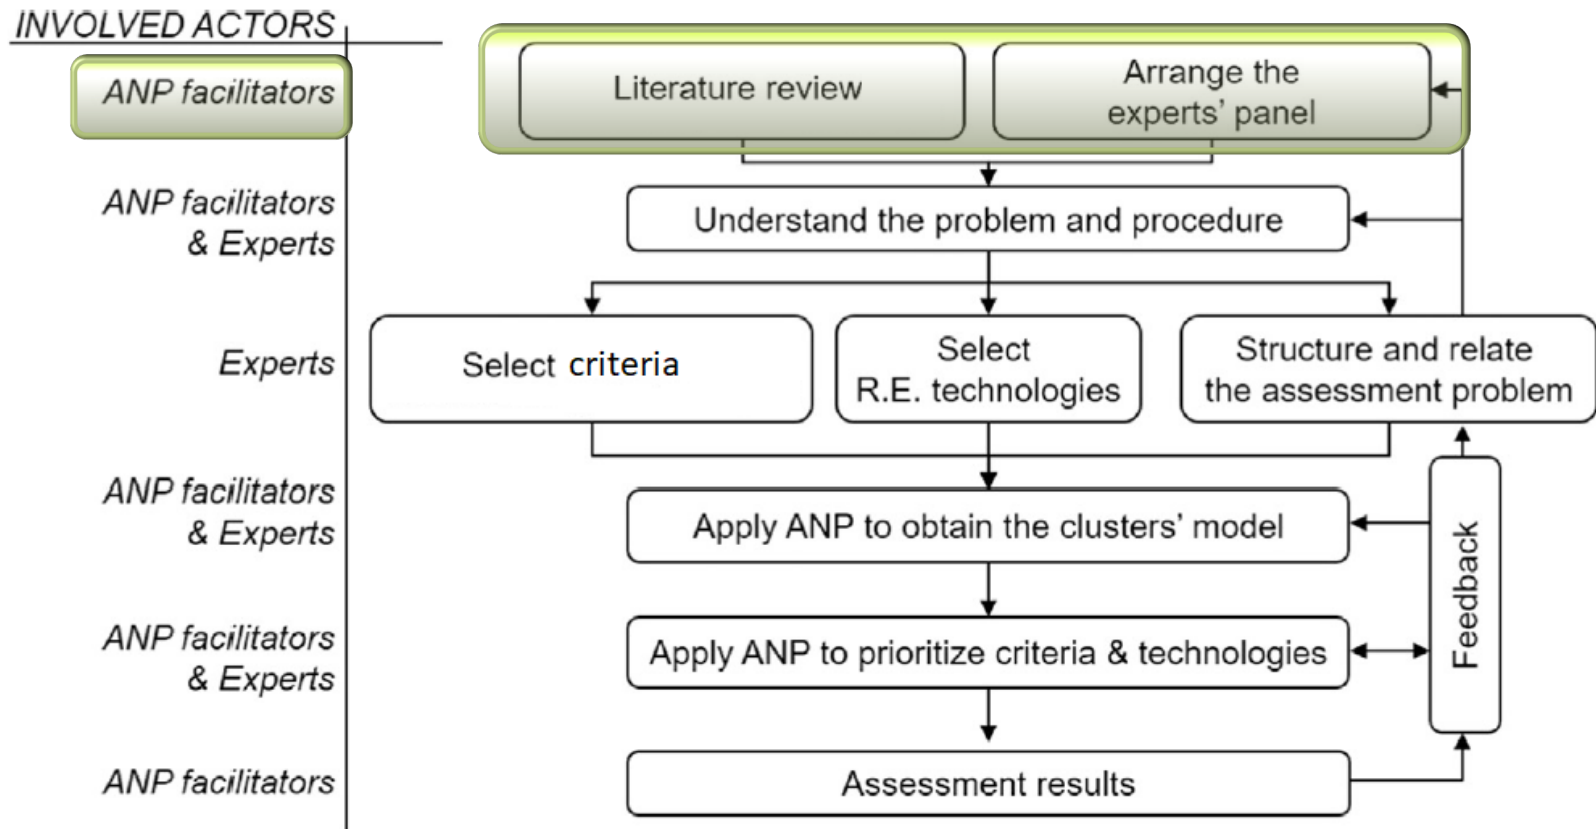 INVOLVED ACTORS
ANP facilitators
Literature review
Arrange the
experts' panel
ANP facilitators
& Experts
Understand the problem and procedure
Experts
Select criteria
Select
R.E. technologies
Structure and relate
the assessment problem
ANP facilitators
& Experts
Apply ANP to obtain the clusters' model
ANP facilitators
& Experts
Apply ANP to prioritize criteria & technologies
Feedback
ANP facilitators
Assessment results